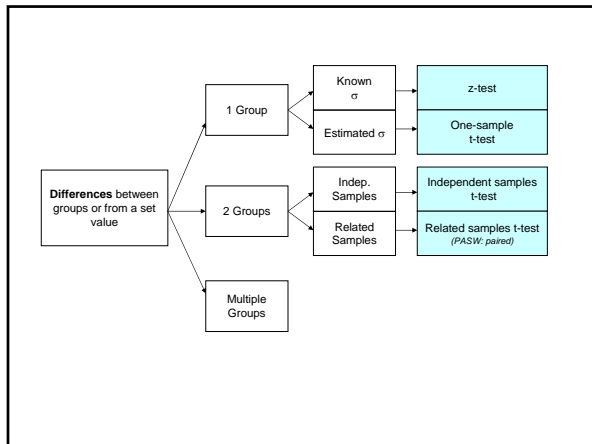 Differences between
groups or from a set
value
1 Group
Known
σ
z-test
Estimated σ
One-sample
t-test
2 Groups
Indep.
Samples
Independent samples
t-test
Related
Samples
Related samples t-test
(PASW: paired)
Multiple
Groups